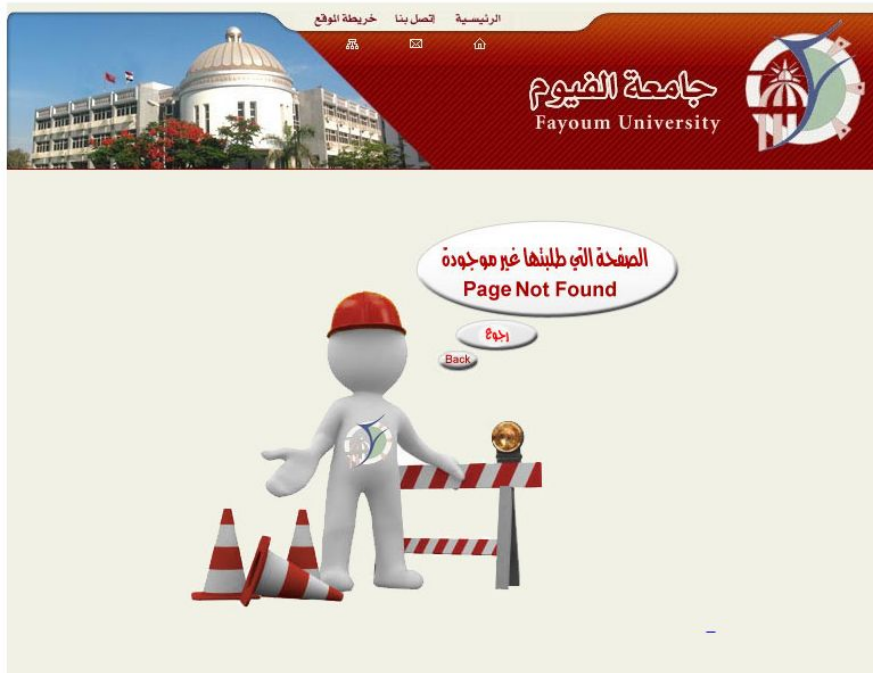 الرئيسية إتصل بنا خريطة الموقع
جامعة الفيوم
Fayoum University
الصفحة التي طلبتها غير موجودة
Page Not Found
رجوع
Back